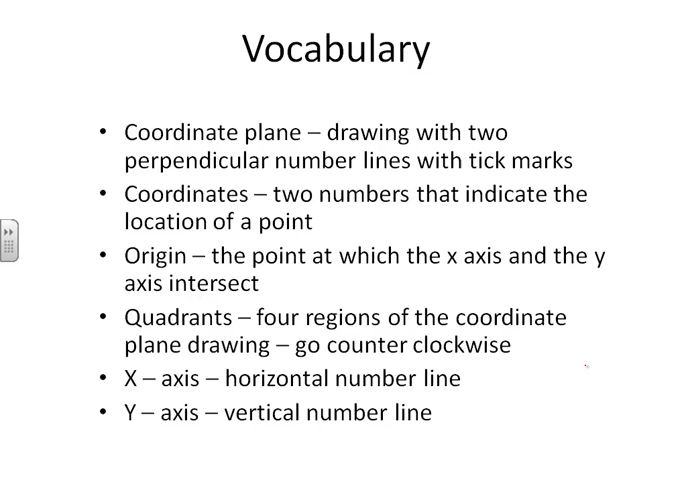 Vocabulary
• Coordinate plane – drawing with two
perpendicular number lines with tick marks
• Coordinates – two numbers that indicate the
location of a point
• Origin – the point at which the x axis and the y
axis intersect
• Quadrants – four regions of the coordinate
plane drawing – go counter clockwise
• X – axis – horizontal number line
• Y – axis – vertical number line